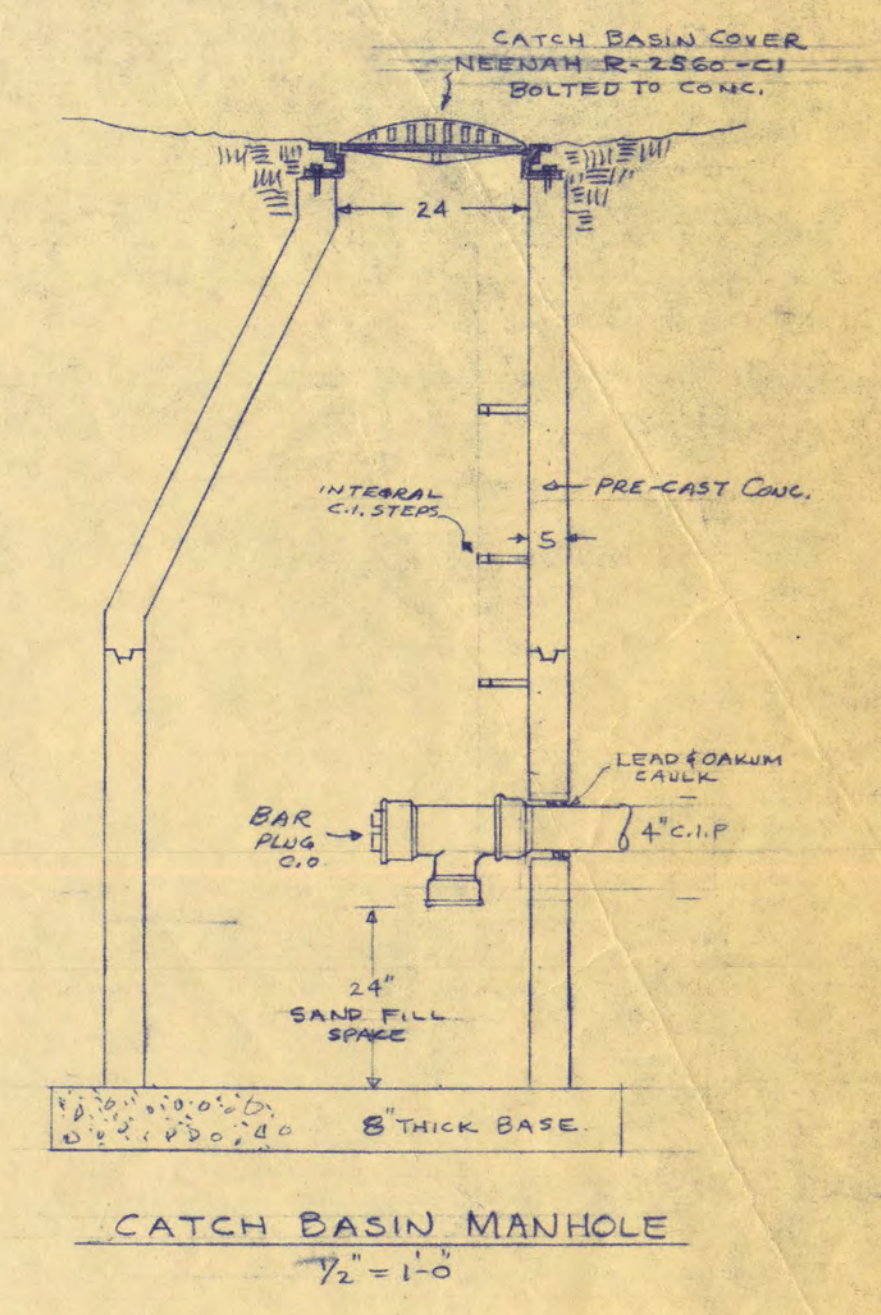 CATCH BASIN COVER
NEENAH R-2560-C1
BOLTED TO CONC.
24
INTEGRAL
C.I. STEPS
PRE-CAST CONC.
5
LEAD & OAKUM
CAULK
BAR
PLUG
C.O
4" C.I.P
24"
SAND FILL
SPACE
8" THICK BASE.
CATCH BASIN MANHOLE
1/2" = 1'-0"